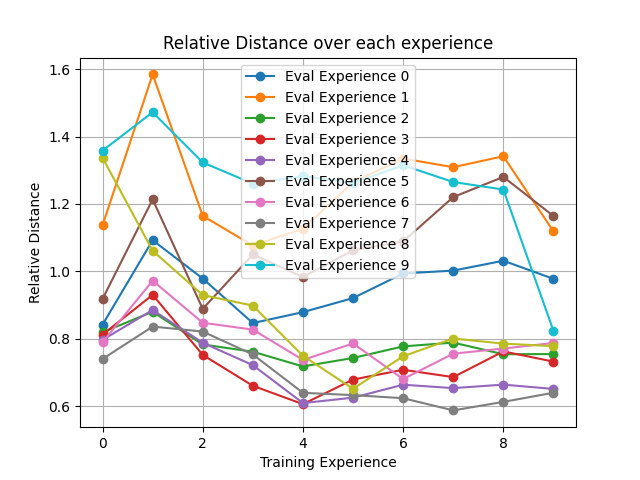 Relative Distance over each experience
1.6
1.4
1.2
1.0
0.8
0.6
Relative Distance
Eval Experience 0
Eval Experience 1
Eval Experience 2
Eval Experience 3
Eval Experience 4
Eval Experience 5
Eval Experience 6
Eval Experience 7
Eval Experience 8
Eval Experience 9
0 2 4 6 8
Training Experience